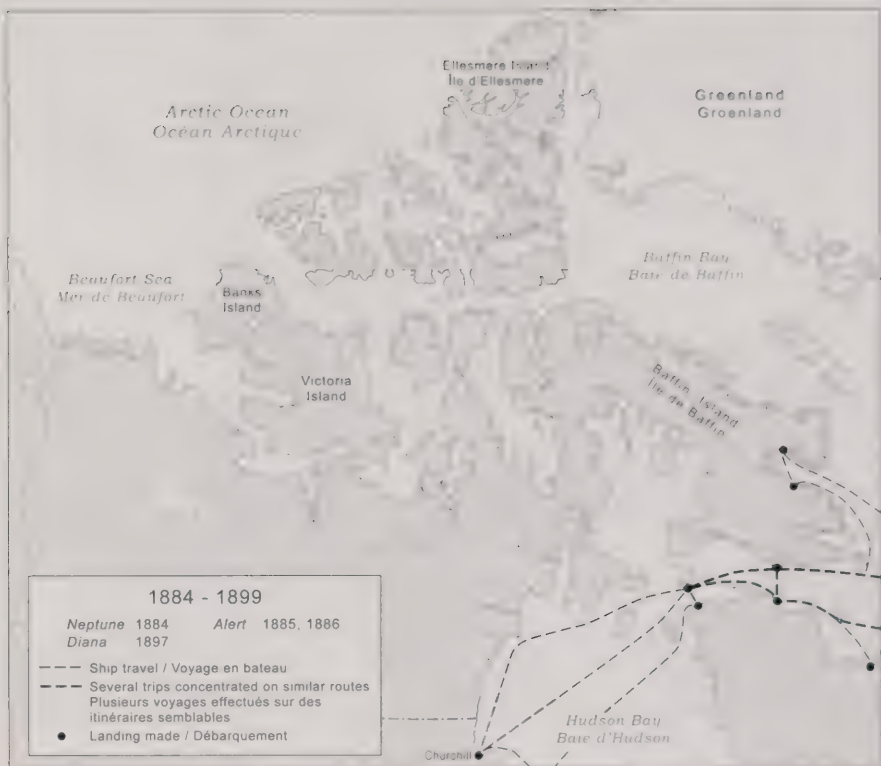 Ellesmere Island
Île d'Ellesmere
Greenland
Groenland
Arctic Ocean
Océan Arctique
Baffin Bay
Baie de Baffin
Beaufort Sea
Mer de Beaufort
Banks
Island
Victoria
Island
Baffin Island
Île de Baffin
1884 - 1899
Neptune 1884 Alert 1885, 1886
Diana 1897
Ship travel / Voyage en bateau
Several trips concentrated on similar routes
Plusieurs voyages effectués sur des
itinéraires semblables
Landing made / Débarquement
Hudson Bay
Baie d'Hudson
Churchill